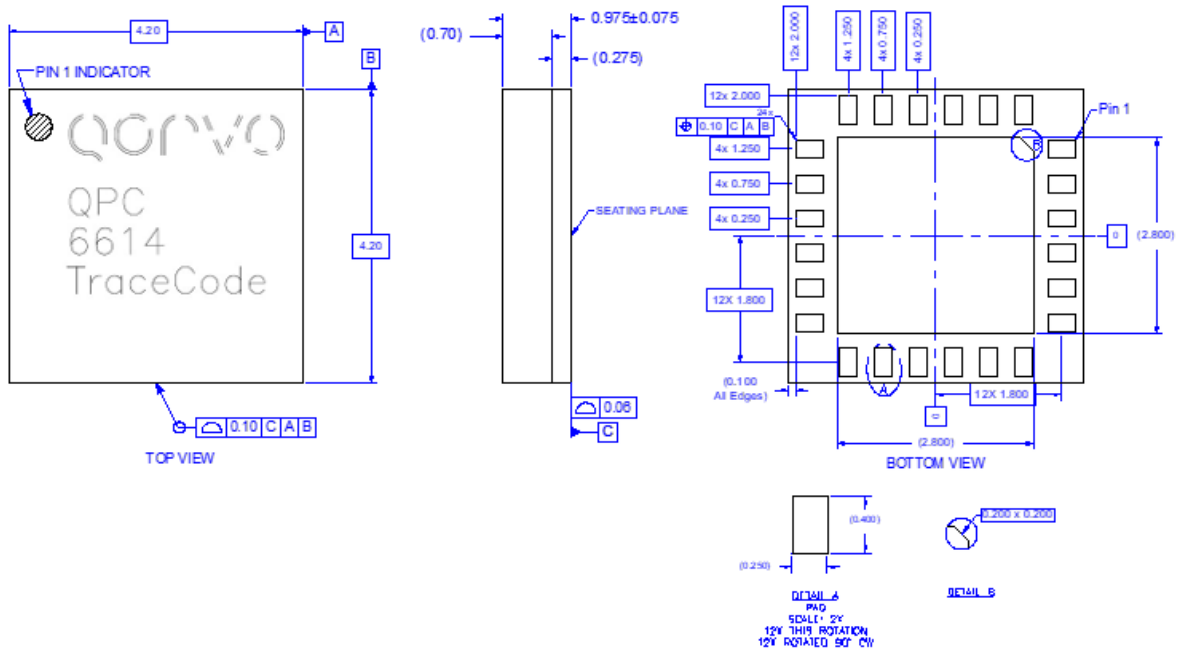 4.20
A
B
PIN 1 INDICATOR
QORVO
QPC
6614
TraceCode
4.20
0.10 C A B
TOP VIEW
0.975±0.075
(0.70)
(0.275)
SEATING PLANE
0.06
C
12x 2.000
4x 1.250
4x 0.750
4x 0.250
12x 2.000
24x
0.10 C A B
4x 1.250
4x 0.750
4x 0.250
12X 1.800
Pin 1
B
(2.800)
(0.100
All Edges)
A
12X 1.800
(2.800)
BOTTOM VIEW
(0.400)
(0.250)
DETAIL A
PAD
SCALE: 2X
12X THIS ROTATION
12X ROTATED 90° CW
0.200 x 0.200
DETAIL B